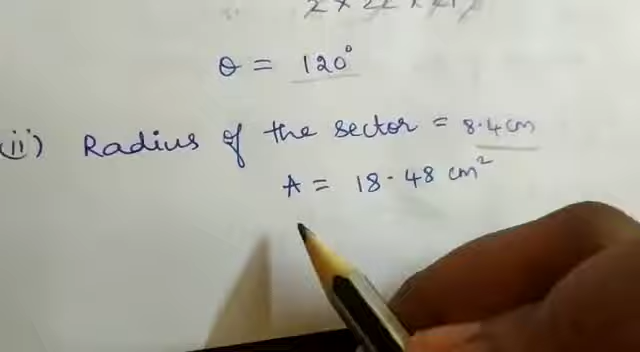 θ = 120°
(ii) Radius of the sector = 8.4cm
A = 18.48 cm²